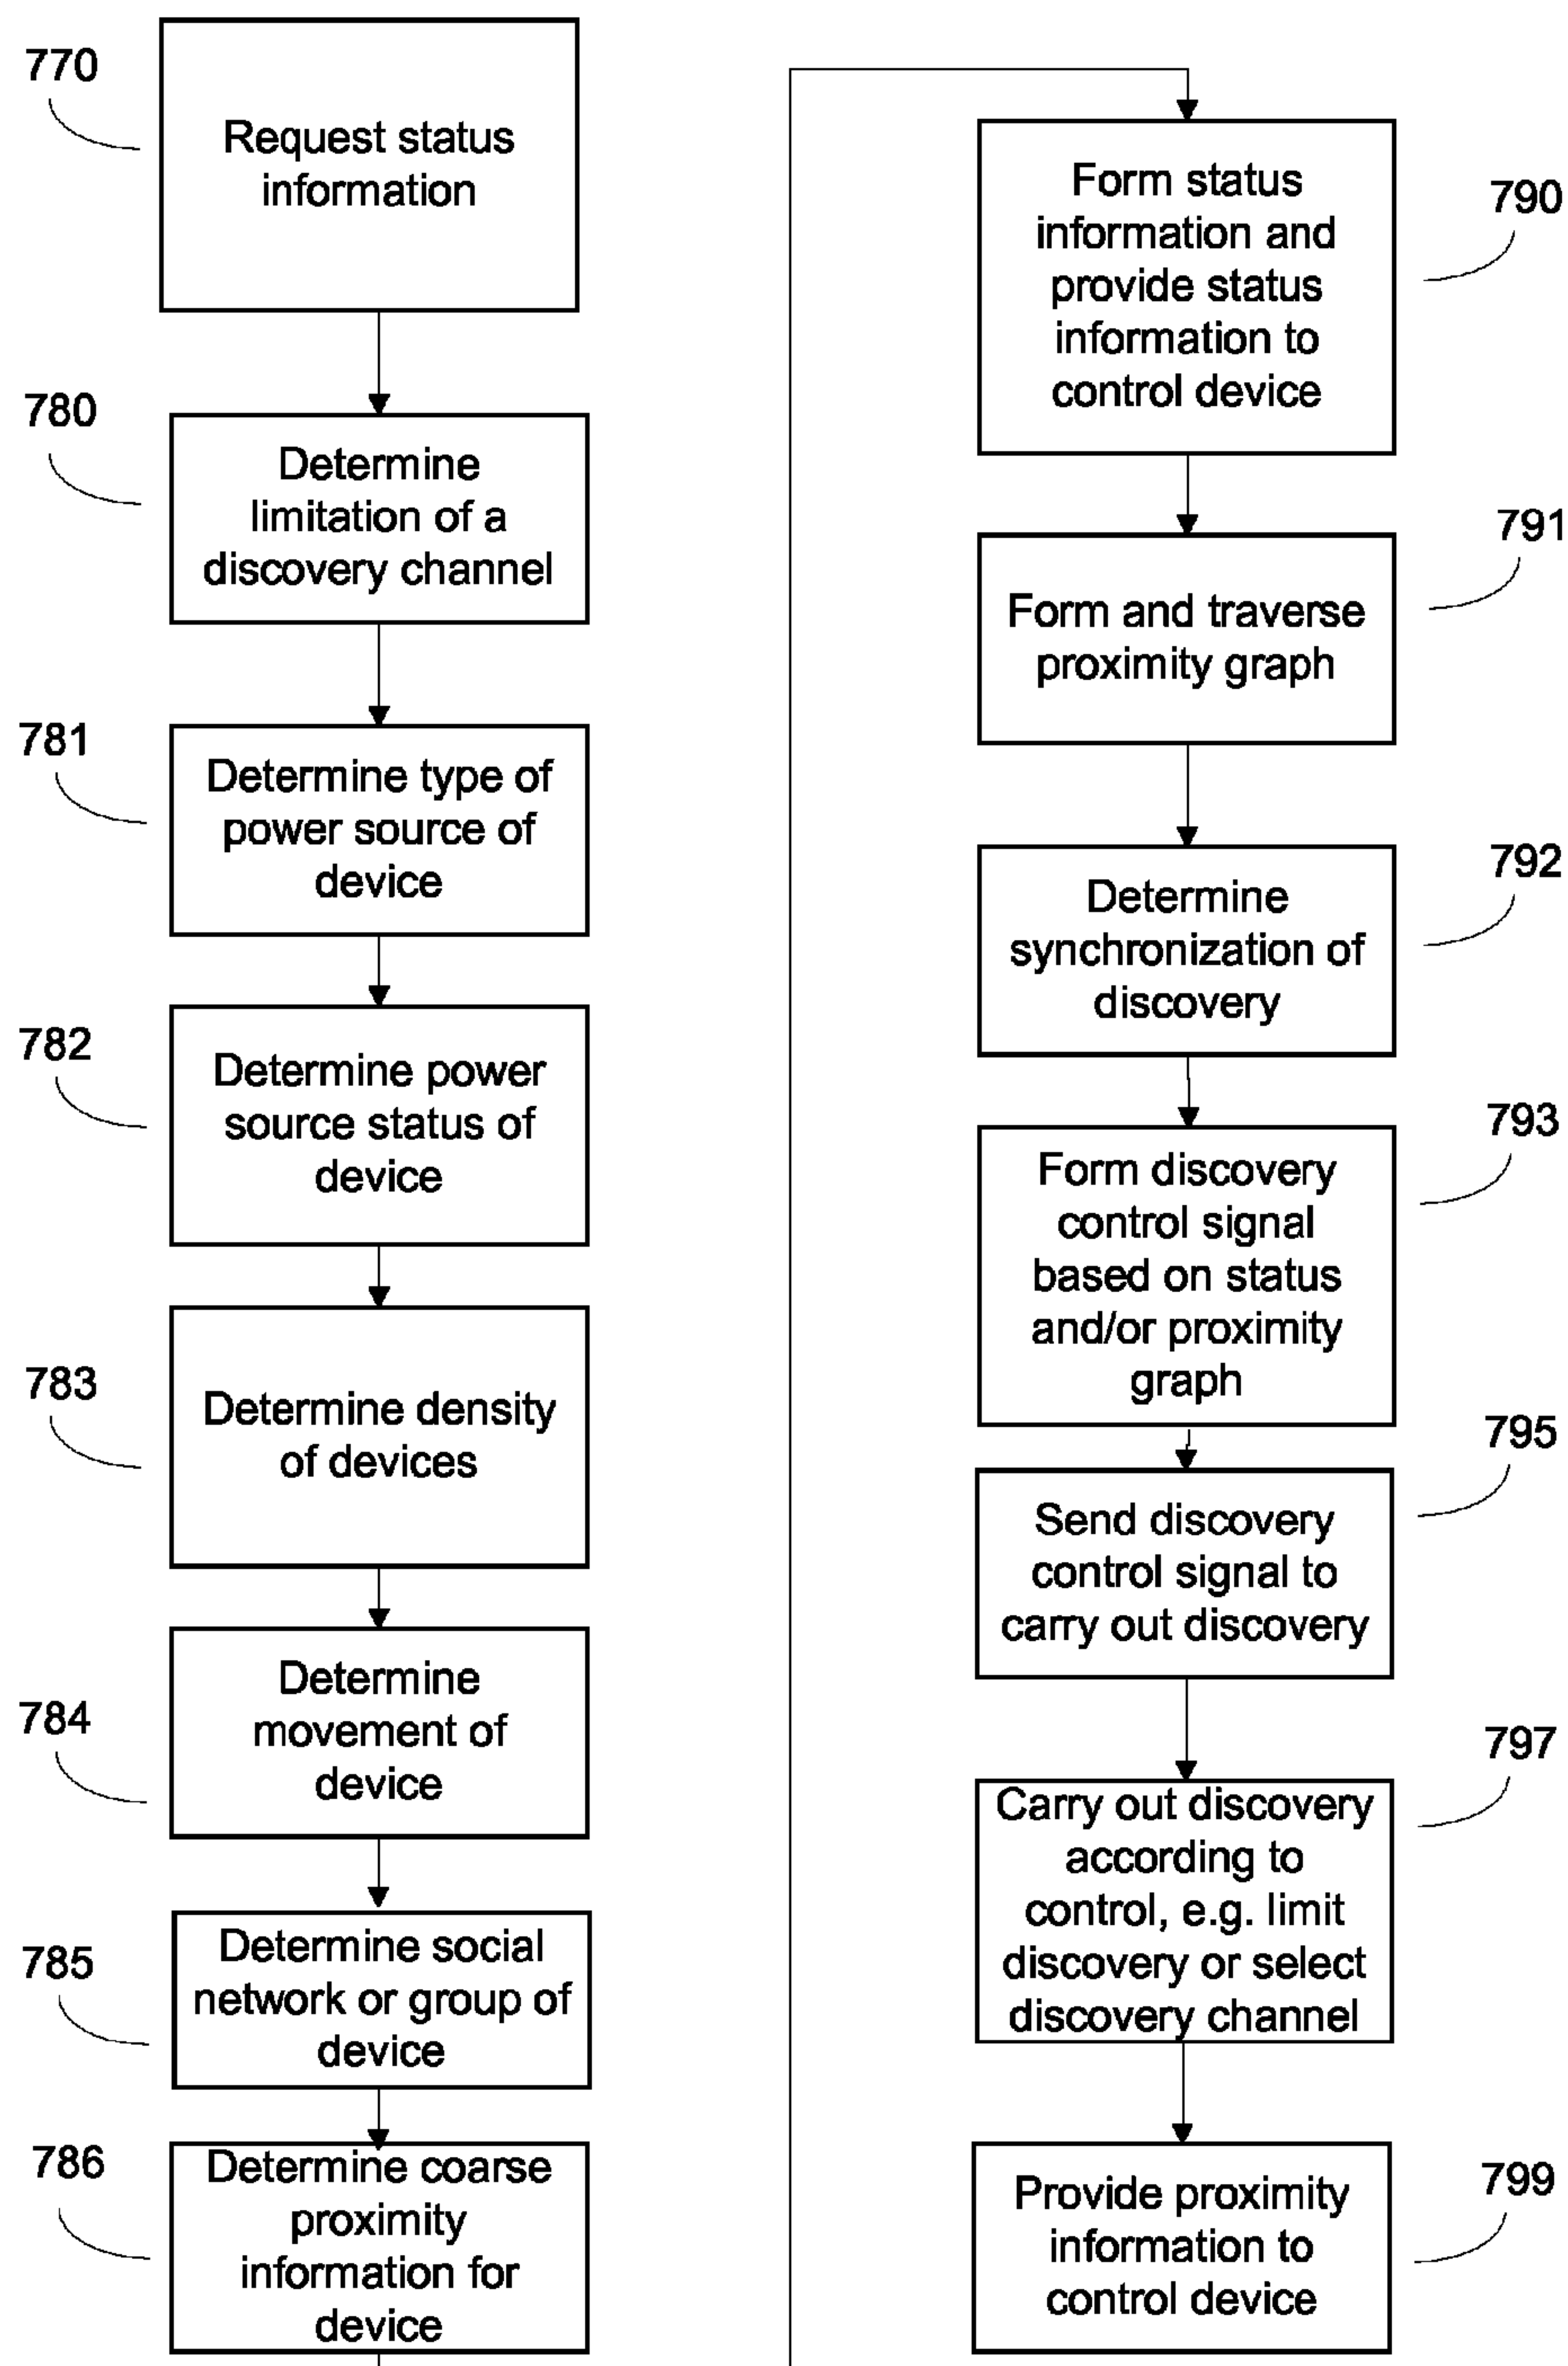 770
Request status
information
780
Determine
limitation of a
discovery channel
781
Determine type of
power source of
device
782
Determine power
source status of
device
783
Determine density
of devices
784
Determine
movement of
device
785
Determine social
network or group of
device
786
Determine coarse
proximity
information for
device
790
Form status
information and
provide status
information to
control device
791
Form and traverse
proximity graph
792
Determine
synchronization of
discovery
793
Form discovery
control signal
based on status
and/or proximity
graph
795
Send discovery
control signal to
carry out discovery
797
Carry out discovery
according to
control, e.g. limit
discovery or select
discovery channel
799
Provide proximity
information to
control device